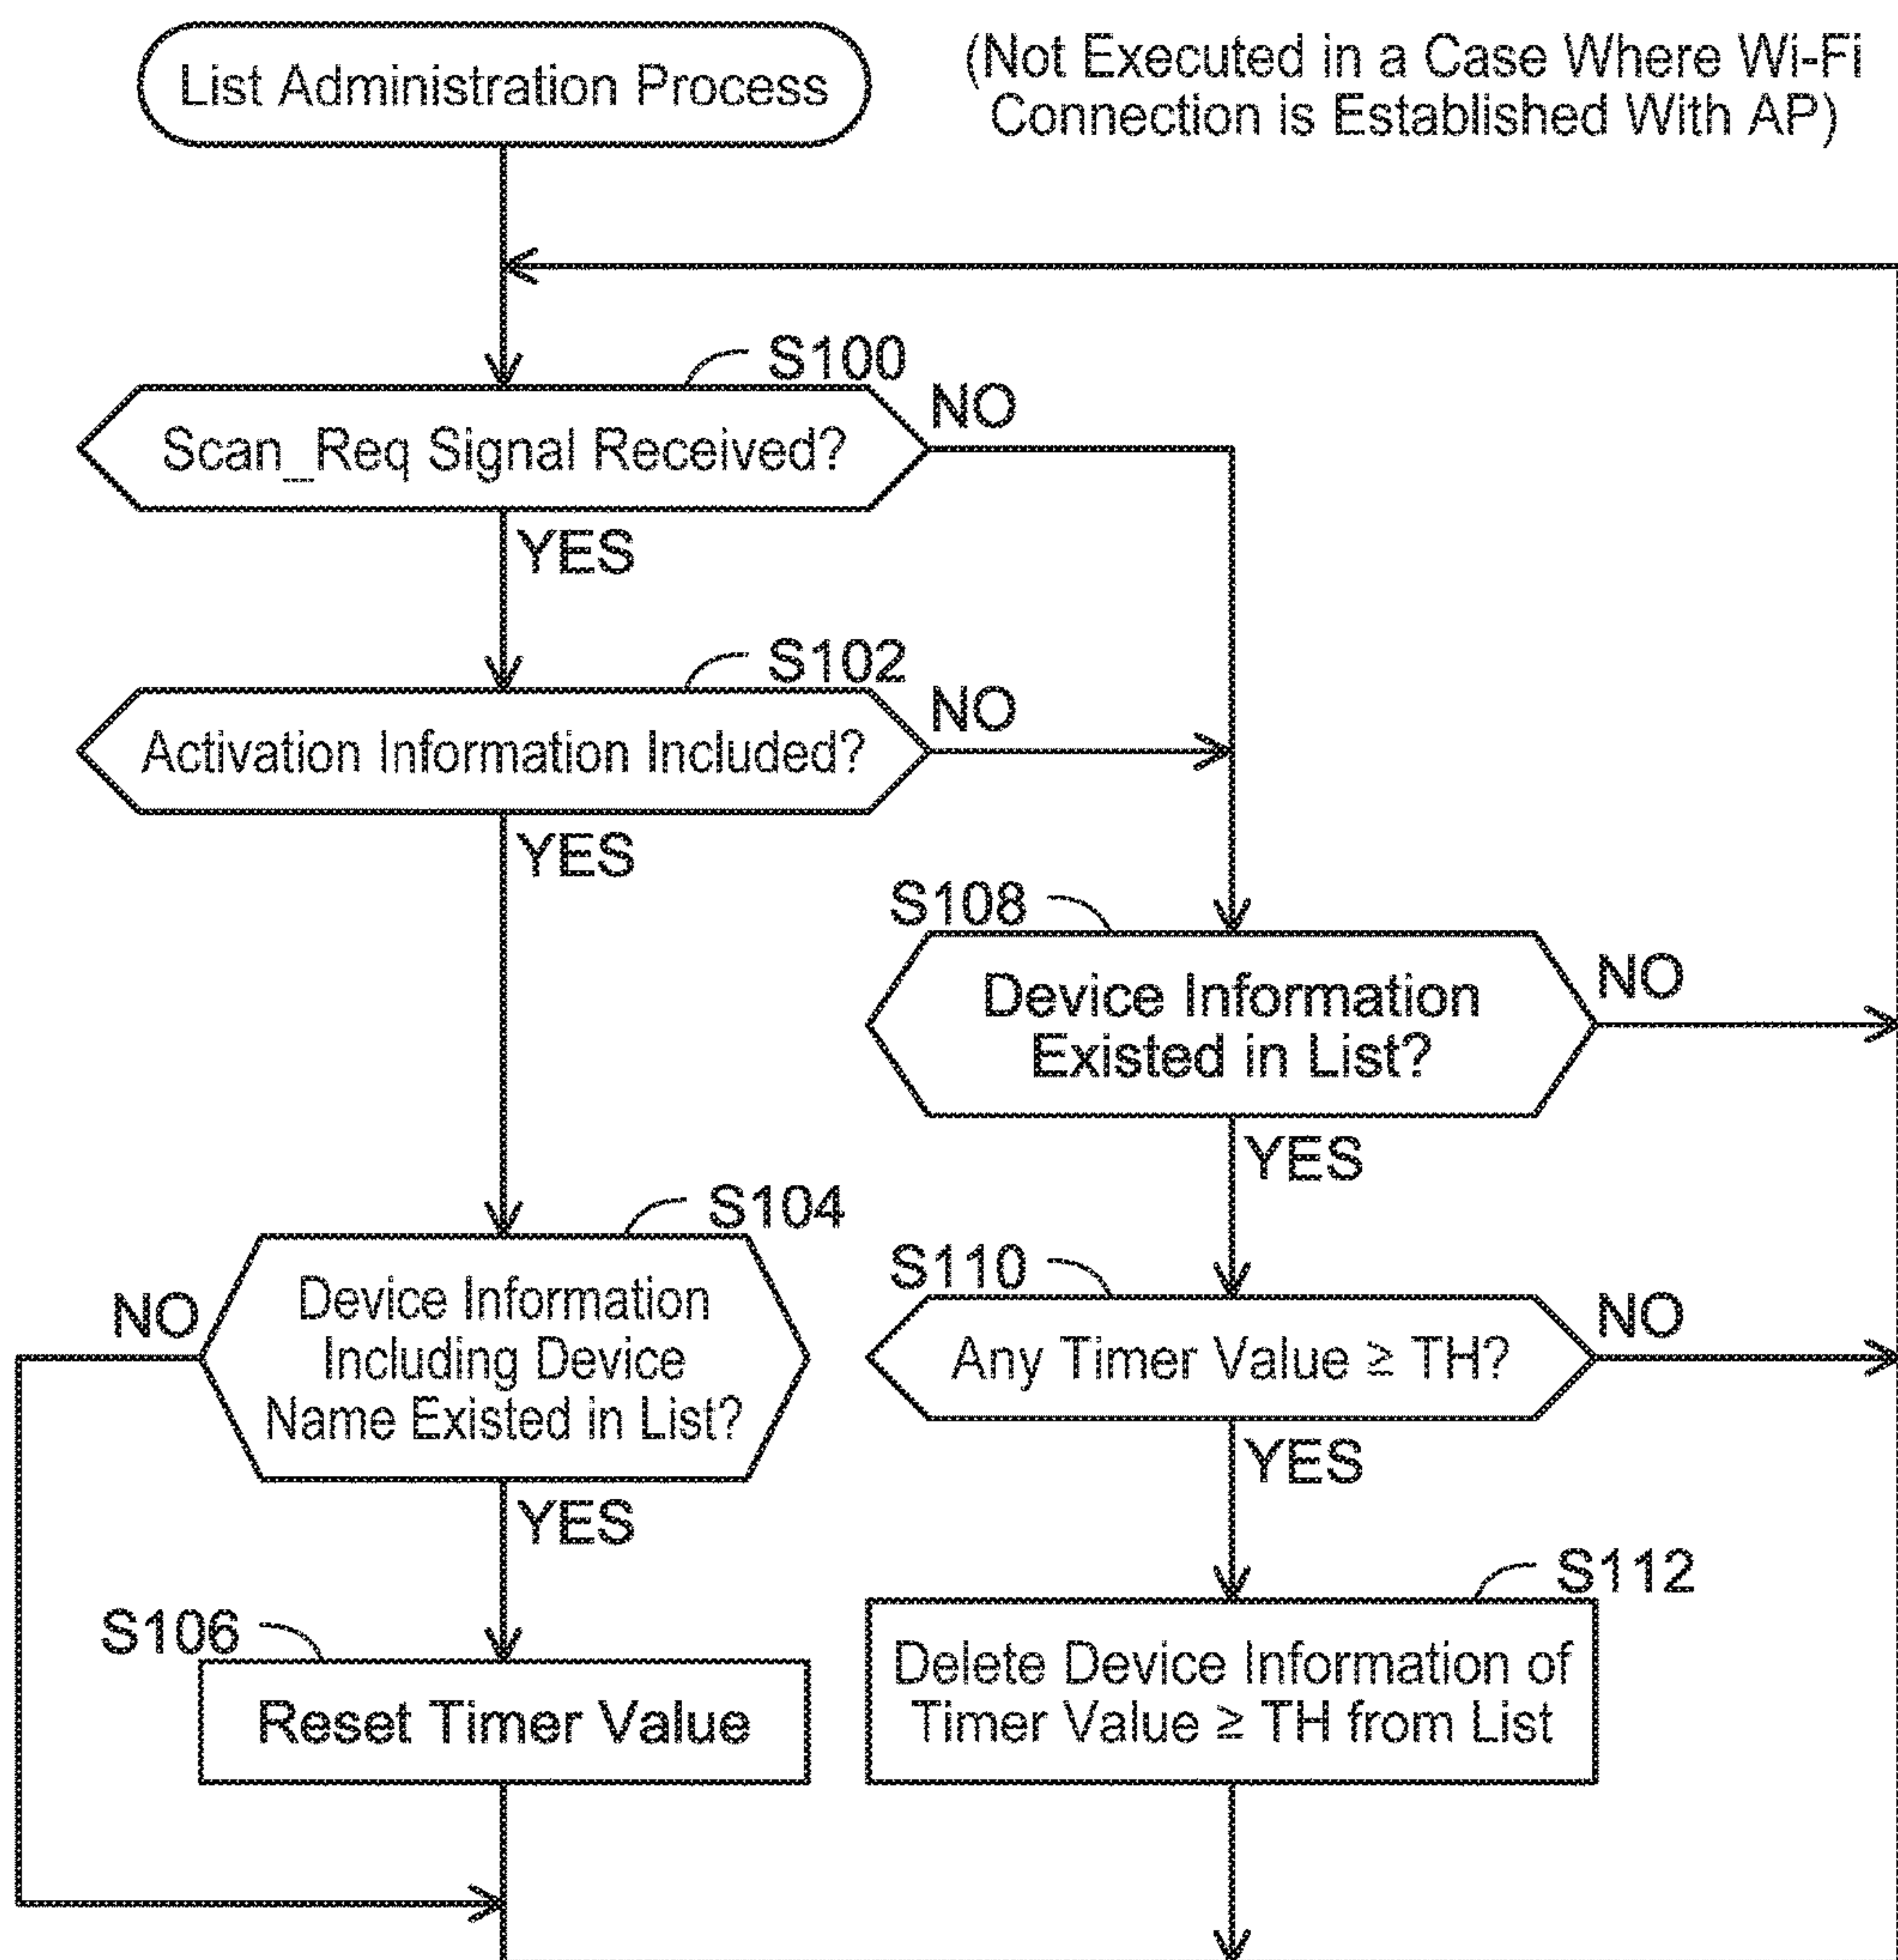 List Administration Process
(Not Executed in a Case Where Wi-Fi
Connection is Established With AP)
S100
Scan_Req Signal Received?
NO
YES
S102
Activation Information Included?
NO
YES
S108
Device Information
Existed in List?
NO
YES
S104
Device Information
Including Device
Name Existed in List?
NO
YES
S110
Any Timer Value ≥ TH?
NO
YES
S106
Reset Timer Value
S112
Delete Device Information of
Timer Value ≥ TH from List